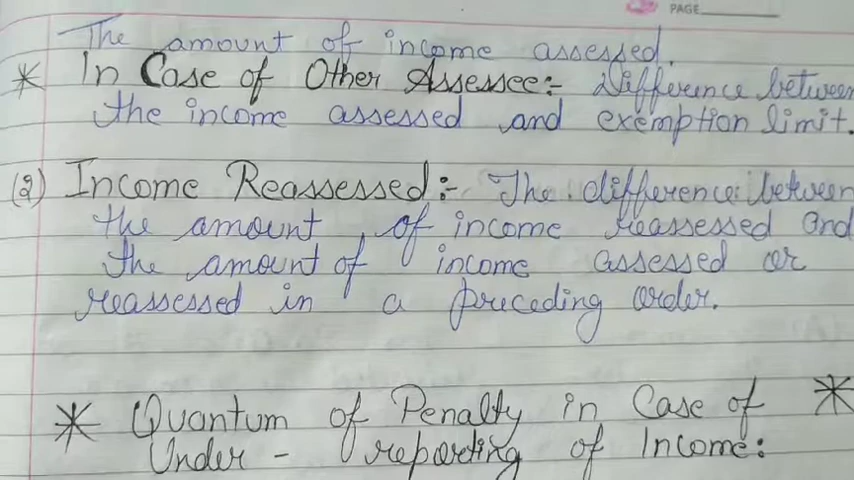 PAGE
The amount of income assessed.
* In Case of Other Assessee:- Difference between
the income assessed and exemption limit.
(2) Income Reassessed:- The difference between
the amount of income reassessed and
the amount of income assessed or
reassessed in a preceding order.
* Quantum of Penalty in Case of *
Under - reporting of Income: